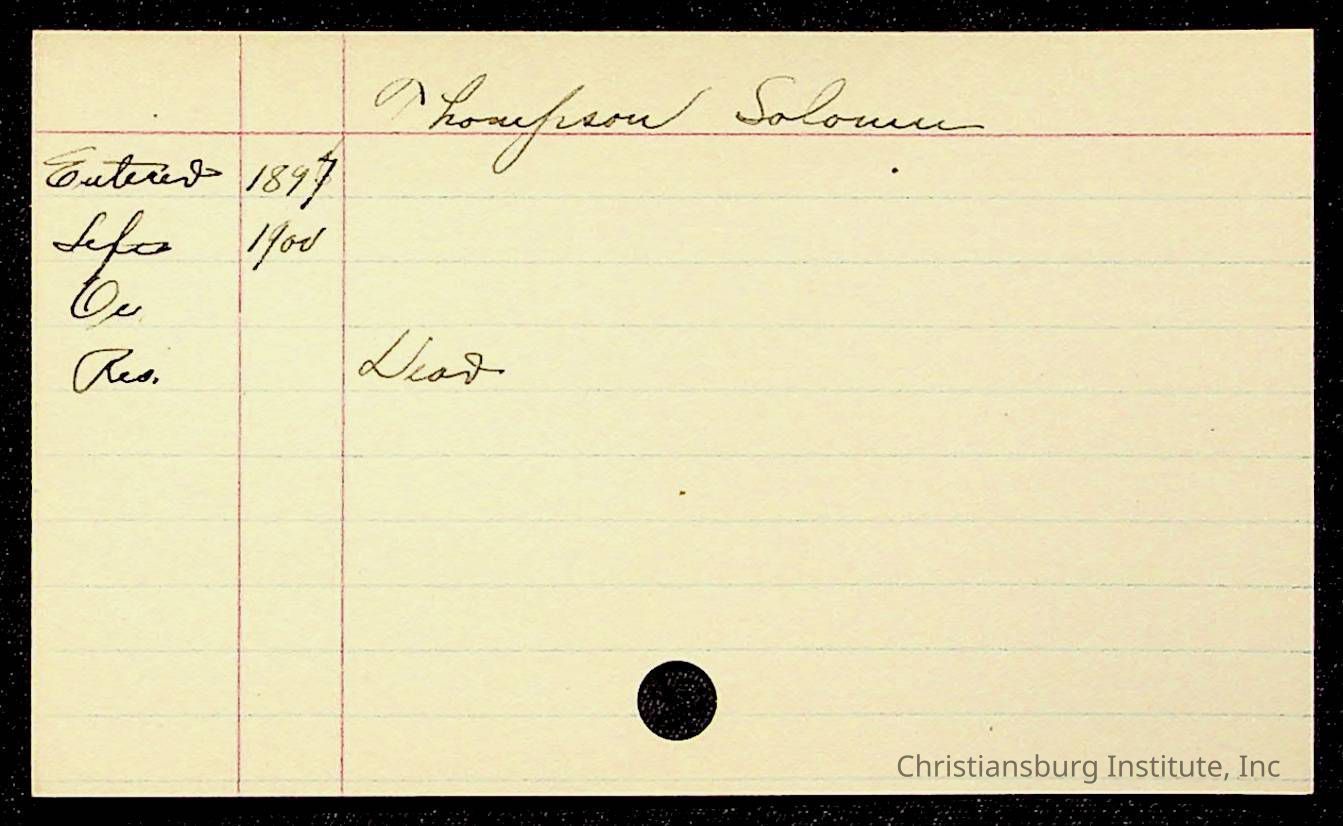 Thompson Solomon
Entered 1897
Left 1900
Oc
Res. Dead
Christiansburg Institute, Inc